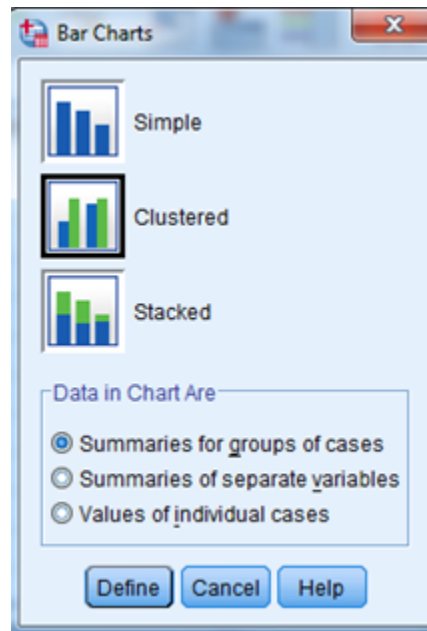 Bar Charts
Simple
Clustered
Stacked
Data in Chart Are
Summaries for groups of cases
Summaries of separate variables
Values of individual cases
Define Cancel Help